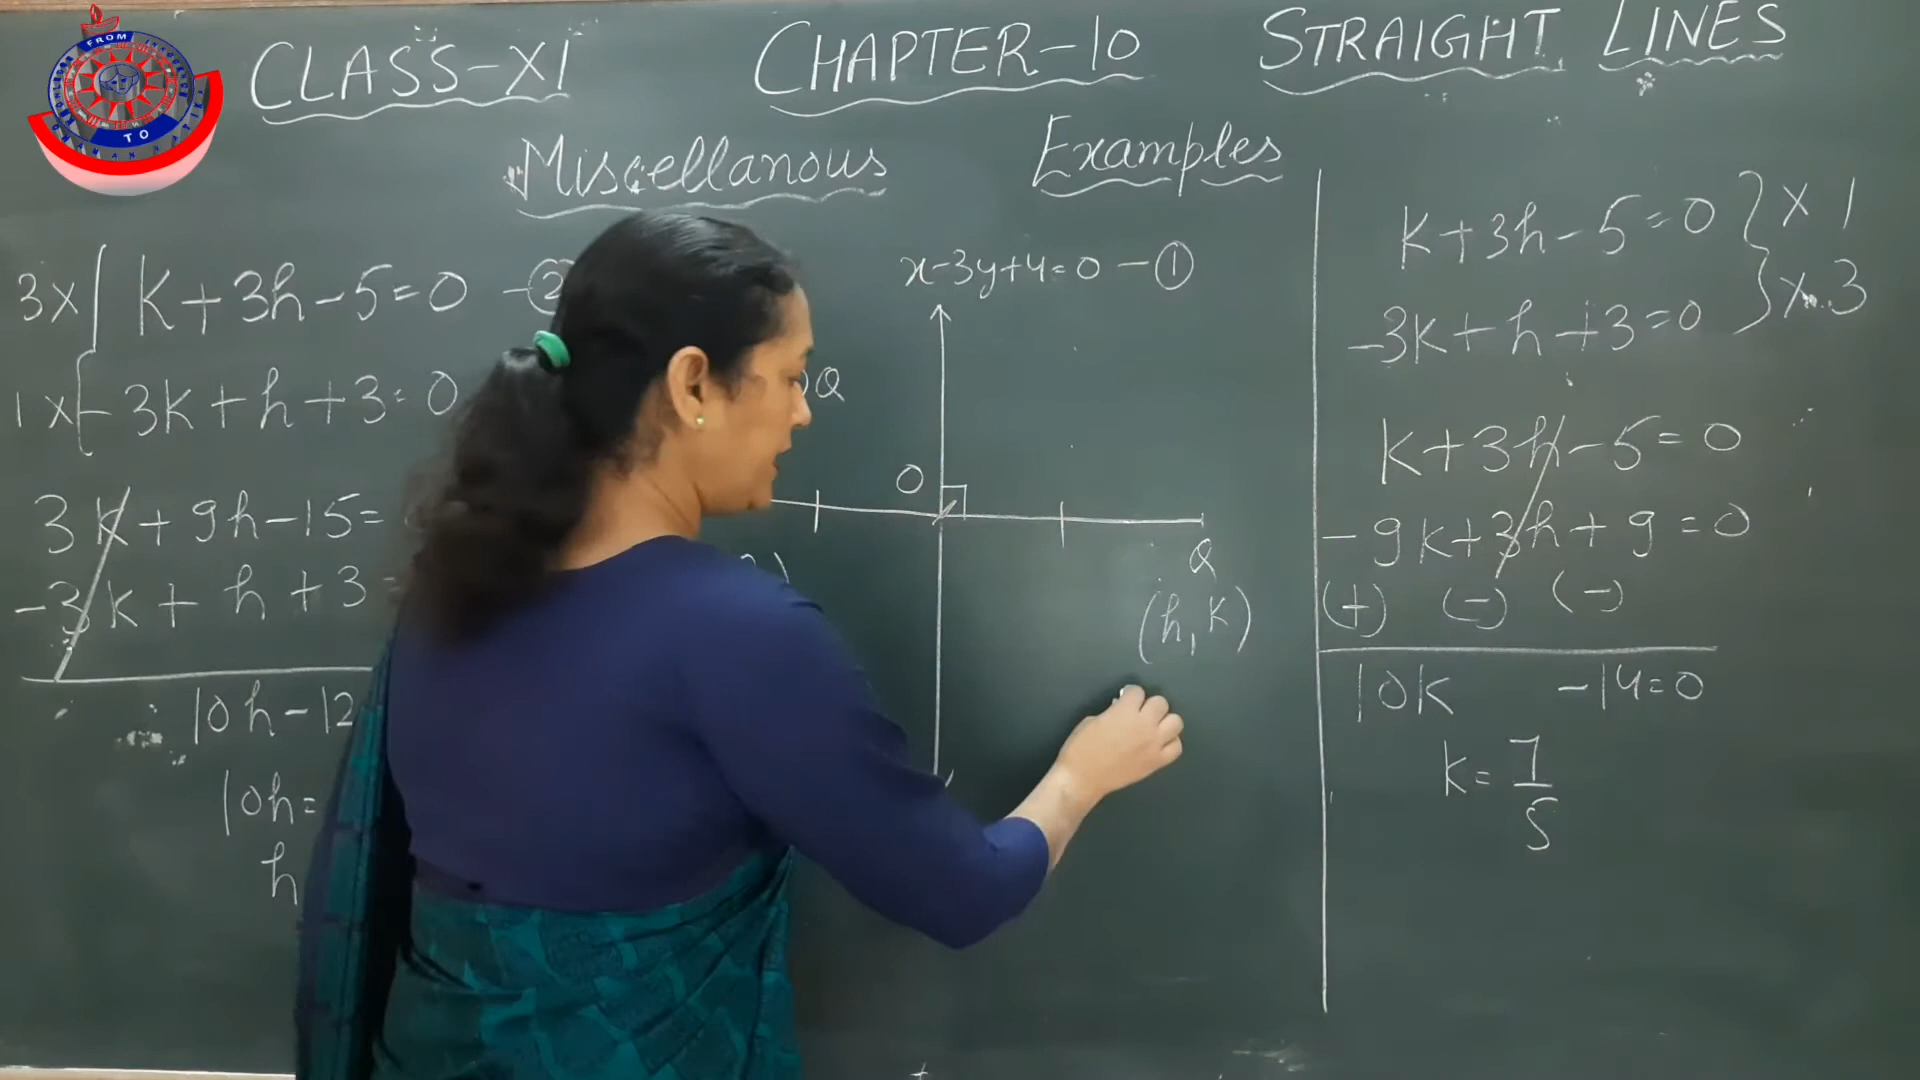 CLASS-XI CHAPTER-10 STRAIGHT LINES
Miscellanous Examples
3x k+3h-5=0 -②
1x -3k+h+3=0
3k+9h-15=
-3k+h+3=
10h-12
10h=
h
x-3y+4=0 -①
Q
O
Q
(h,k)
k+3h-5=0 } x 1
-3k+h+3=0 } x 3
k+3h-5=0
-9k+3h+9=0
(+) (-) (-)
10k -14=0
k=7/5
FROM
TO